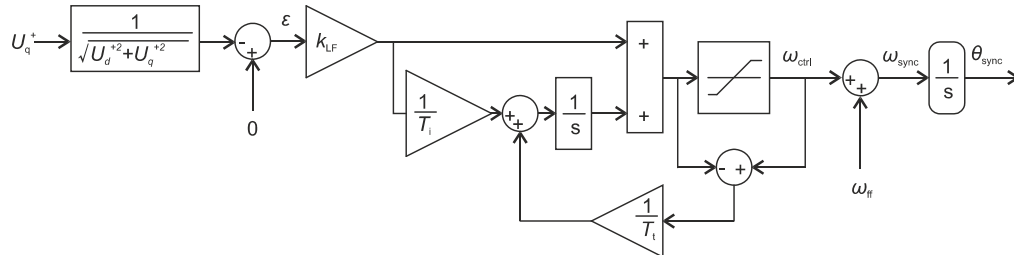 U_q^+
1
√U_d^{+2}+U_q^{+2}
-
+
0
ε
k_LF
1
T_i
+
+
1
s
+
+
ω_ctrl
+
+
ω_ff
ω_sync
1
s
θ_sync
- +
1
T_t